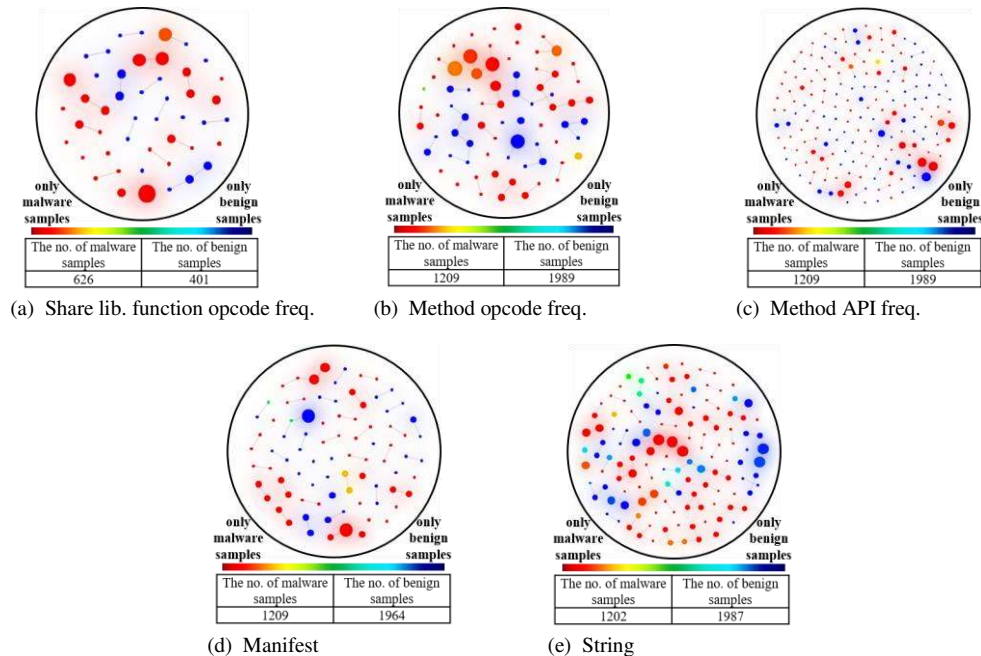 only
malware
samples
only
benign
samples
The no. of malware
samples
The no. of benign
samples
626
401
(a) Share lib. function opcode freq.
only
malware
samples
only
benign
samples
The no. of malware
samples
The no. of benign
samples
1209
1989
(b) Method opcode freq.
only
malware
samples
only
benign
samples
The no. of malware
samples
The no. of benign
samples
1209
1989
(c) Method API freq.
only
malware
samples
only
benign
samples
The no. of malware
samples
The no. of benign
samples
1209
1964
(d) Manifest
only
malware
samples
only
benign
samples
The no. of malware
samples
The no. of benign
samples
1202
1987
(e) String